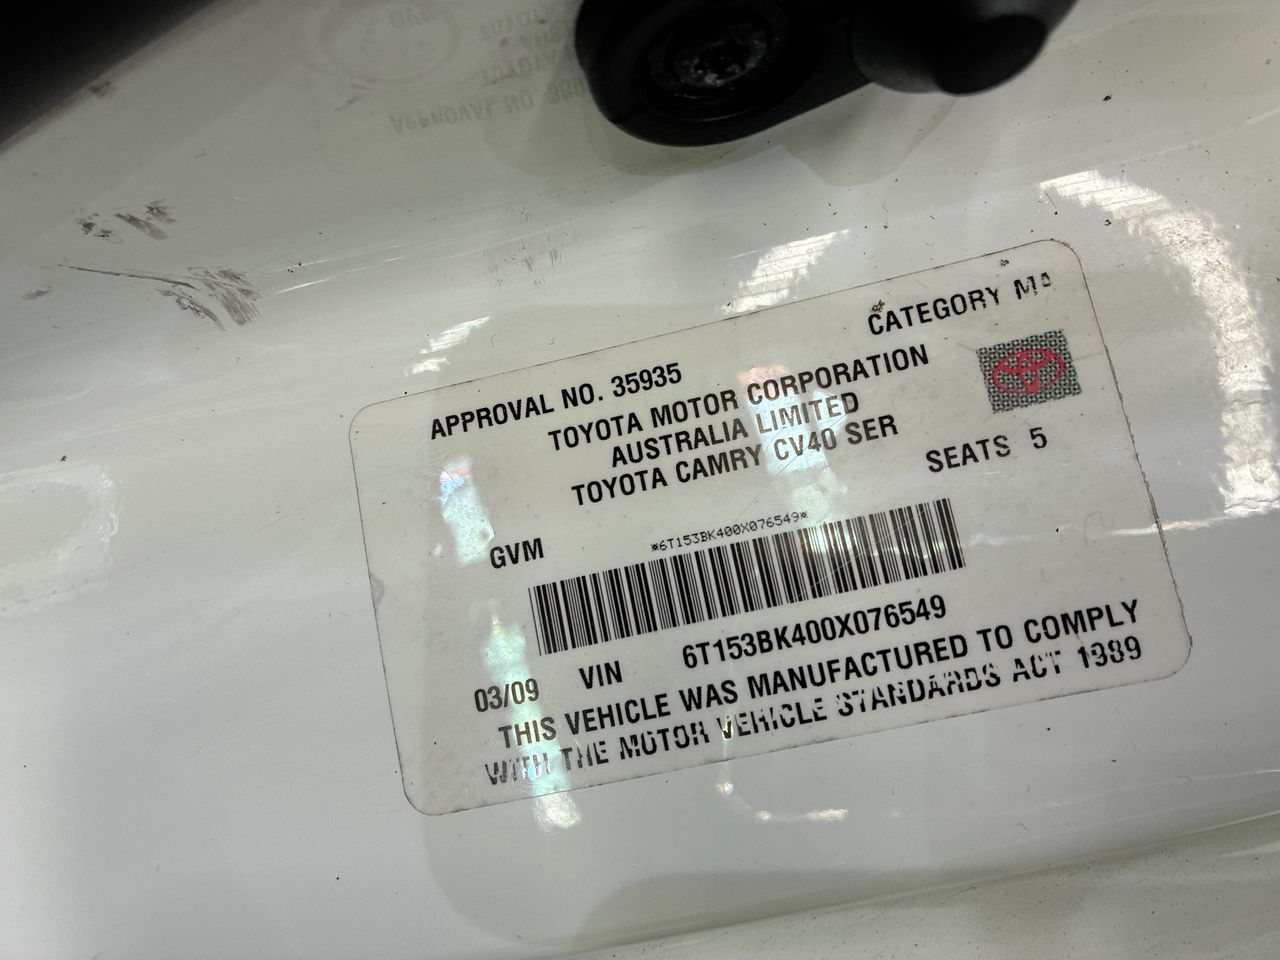 CATEGORY MA
APPROVAL NO. 35935
TOYOTA MOTOR CORPORATION
AUSTRALIA LIMITED
TOYOTA CAMRY CV40 SER
SEATS 5
GVM
*6T153BK400X076549*
03/09 VIN 6T153BK400X076549
THIS VEHICLE WAS MANUFACTURED TO COMPLY
WITH THE MOTOR VEHICLE STANDARDS ACT 1989